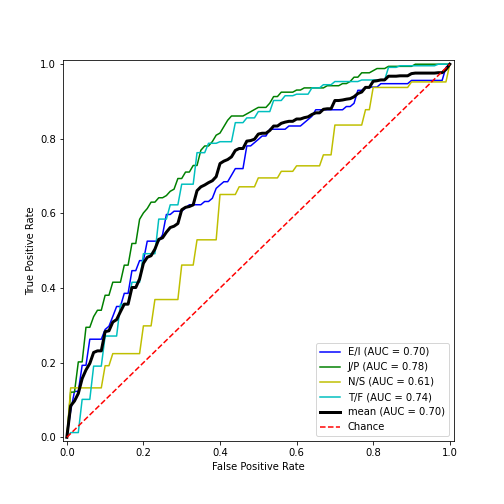 1.0
0.8
0.6
0.4
0.2
0.0
True Positive Rate
0.0 0.2 0.4 0.6 0.8 1.0
False Positive Rate
E/I (AUC = 0.70)
J/P (AUC = 0.78)
N/S (AUC = 0.61)
T/F (AUC = 0.74)
mean (AUC = 0.70)
Chance